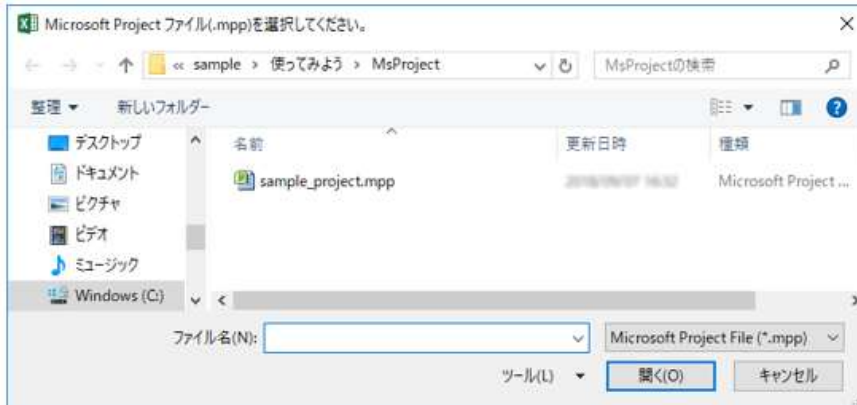 Microsoft Project ファイル(.mpp)を選択してください。
« sample › 使ってみよう › MsProject
MsProjectの検索
整理 新しいフォルダー
デスクトップ
名前 更新日時 種類
ドキュメント
sample_project.mpp Microsoft Project ...
ピクチャ
ビデオ
ミュージック
Windows (C:)
ファイル名(N): Microsoft Project File (*.mpp)
ツール(L) 開く(O) キャンセル